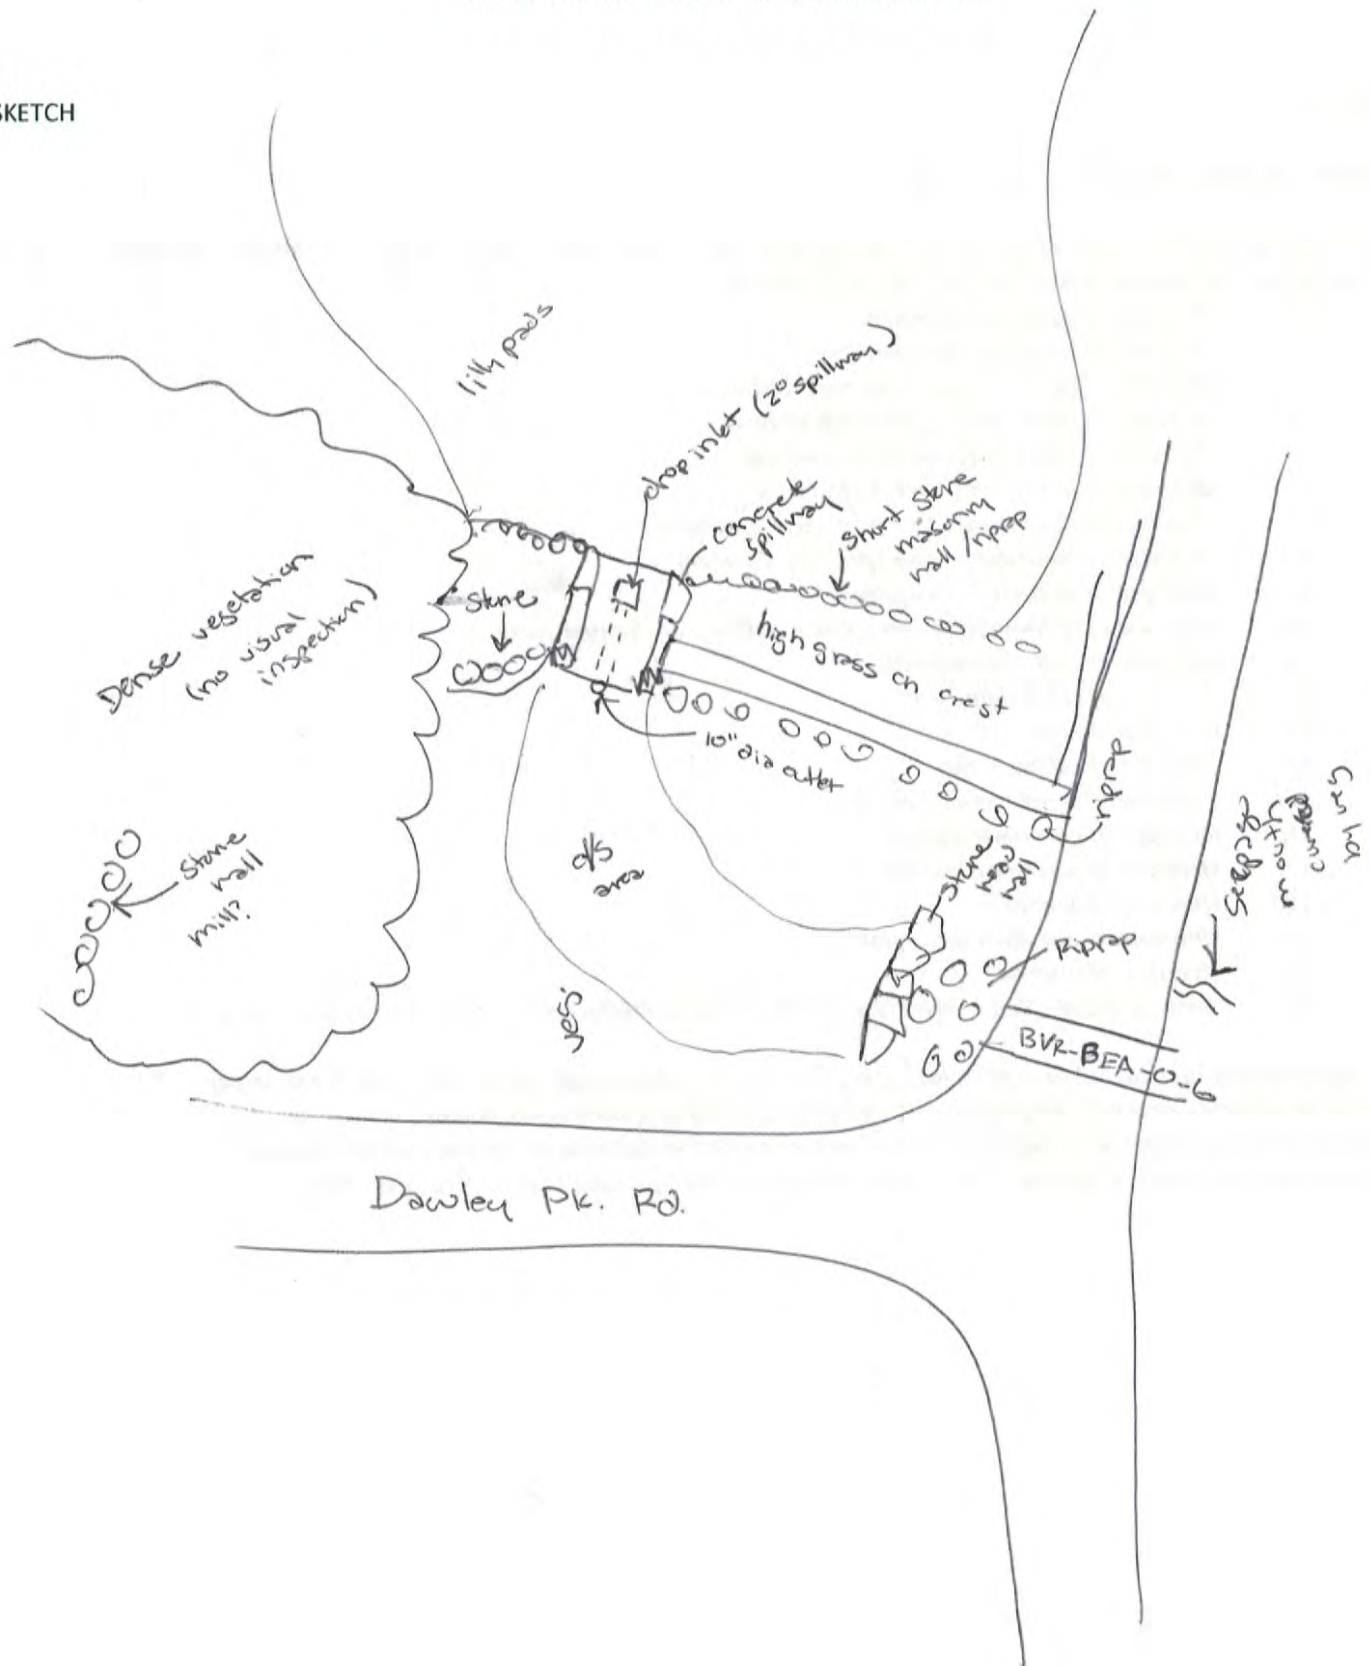 SKETCH
lilly pads
drop inlet (2° spillway)
concrete
spillway
short stone
masonry
wall / riprap
Stone
high grass on crest
Dense vegetation
(no visual
inspection)
10" dia outlet
riprap
d/s
area
stone
head
wall
Stone
wall
mill?
Riprap
veg
BVR-BEA-0-6
mouth
Dawley Pk. Rd.